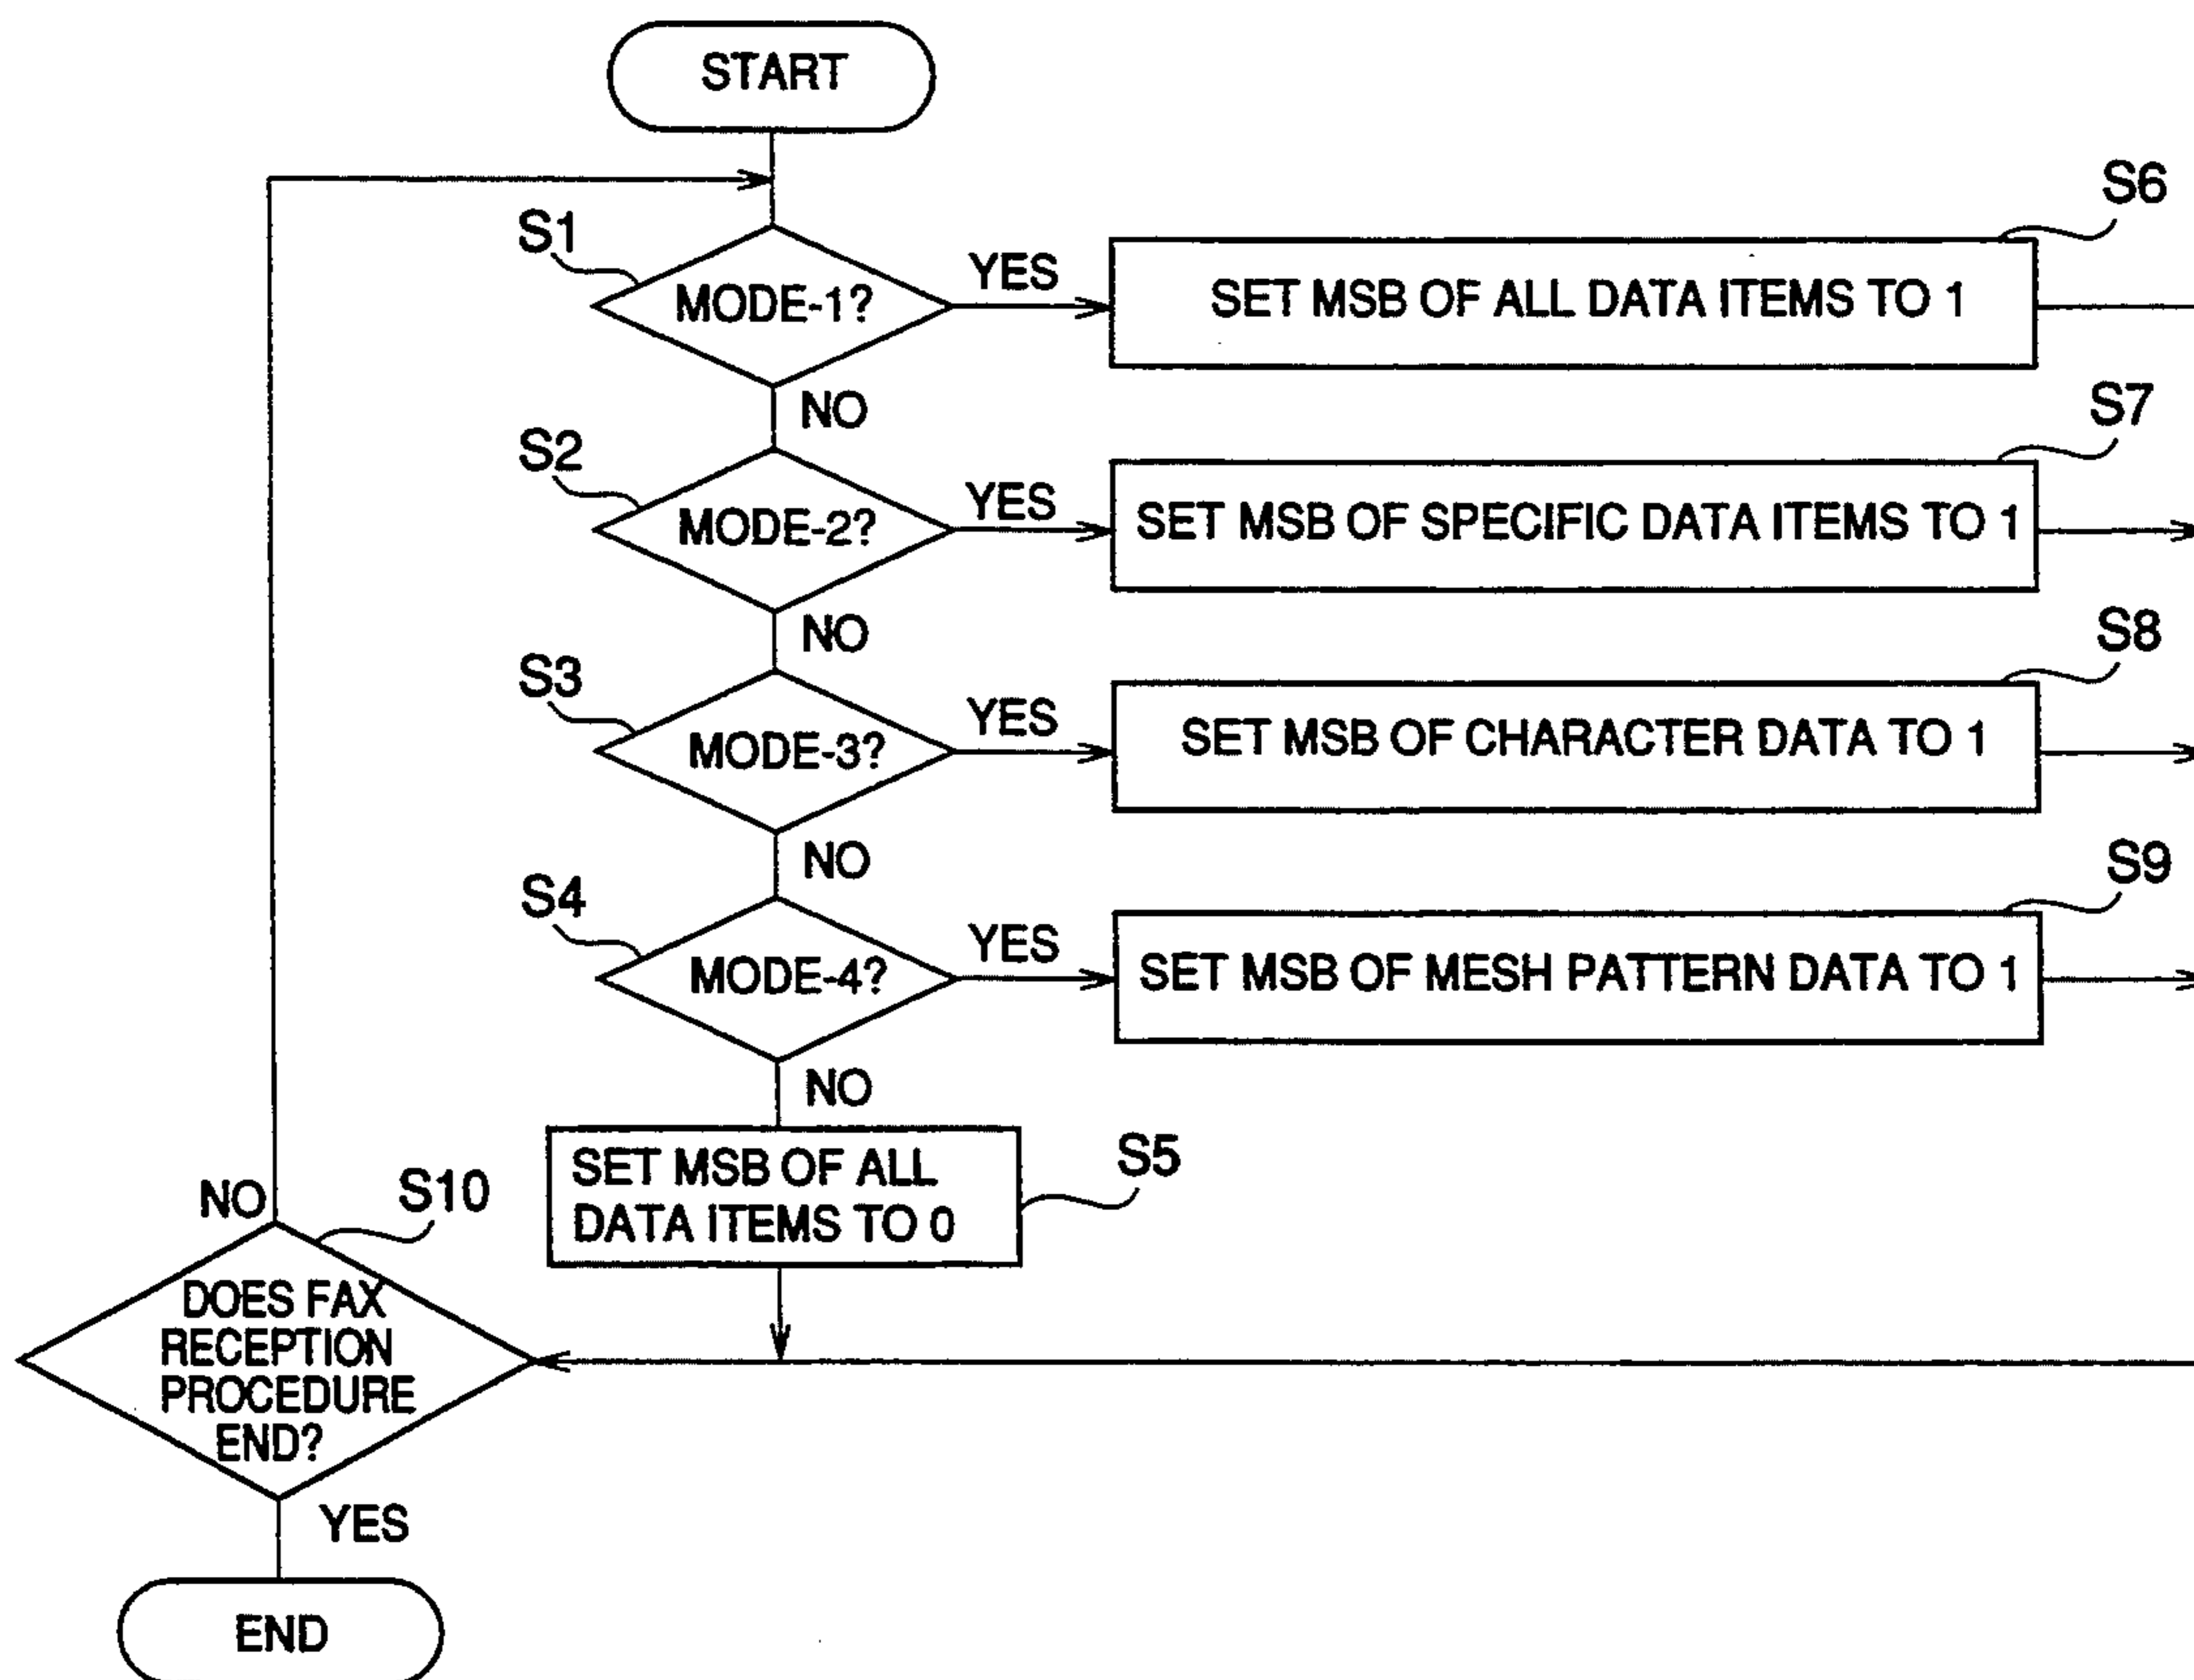 START
S1
MODE-1?
YES
S6
SET MSB OF ALL DATA ITEMS TO 1
NO
S2
MODE-2?
YES
S7
SET MSB OF SPECIFIC DATA ITEMS TO 1
NO
S3
MODE-3?
YES
S8
SET MSB OF CHARACTER DATA TO 1
NO
S4
MODE-4?
YES
S9
SET MSB OF MESH PATTERN DATA TO 1
NO
SET MSB OF ALL
DATA ITEMS TO 0
S5
NO
S10
DOES FAX
RECEPTION
PROCEDURE
END?
YES
END